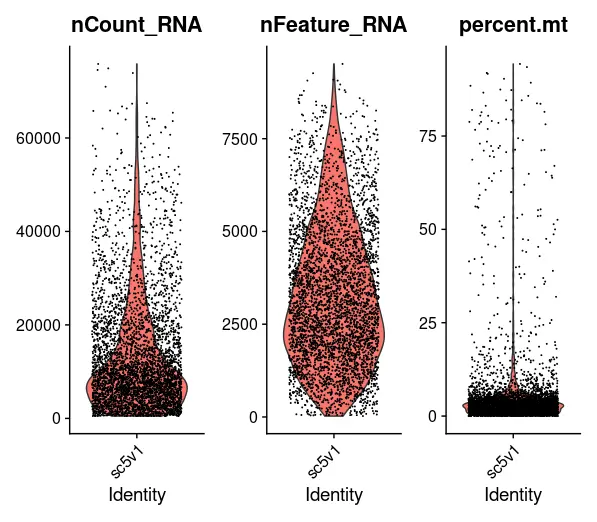 nCount_RNA
60000
40000
20000
0
sc5v1
Identity
nFeature_RNA
7500
5000
2500
0
sc5v1
Identity
percent.mt
75
50
25
0
sc5v1
Identity